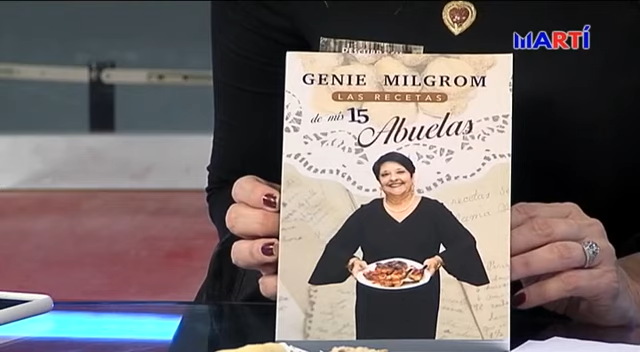 MARTÍ
GENIE MILGROM
LAS RECETAS
de mis 15
Abuelas